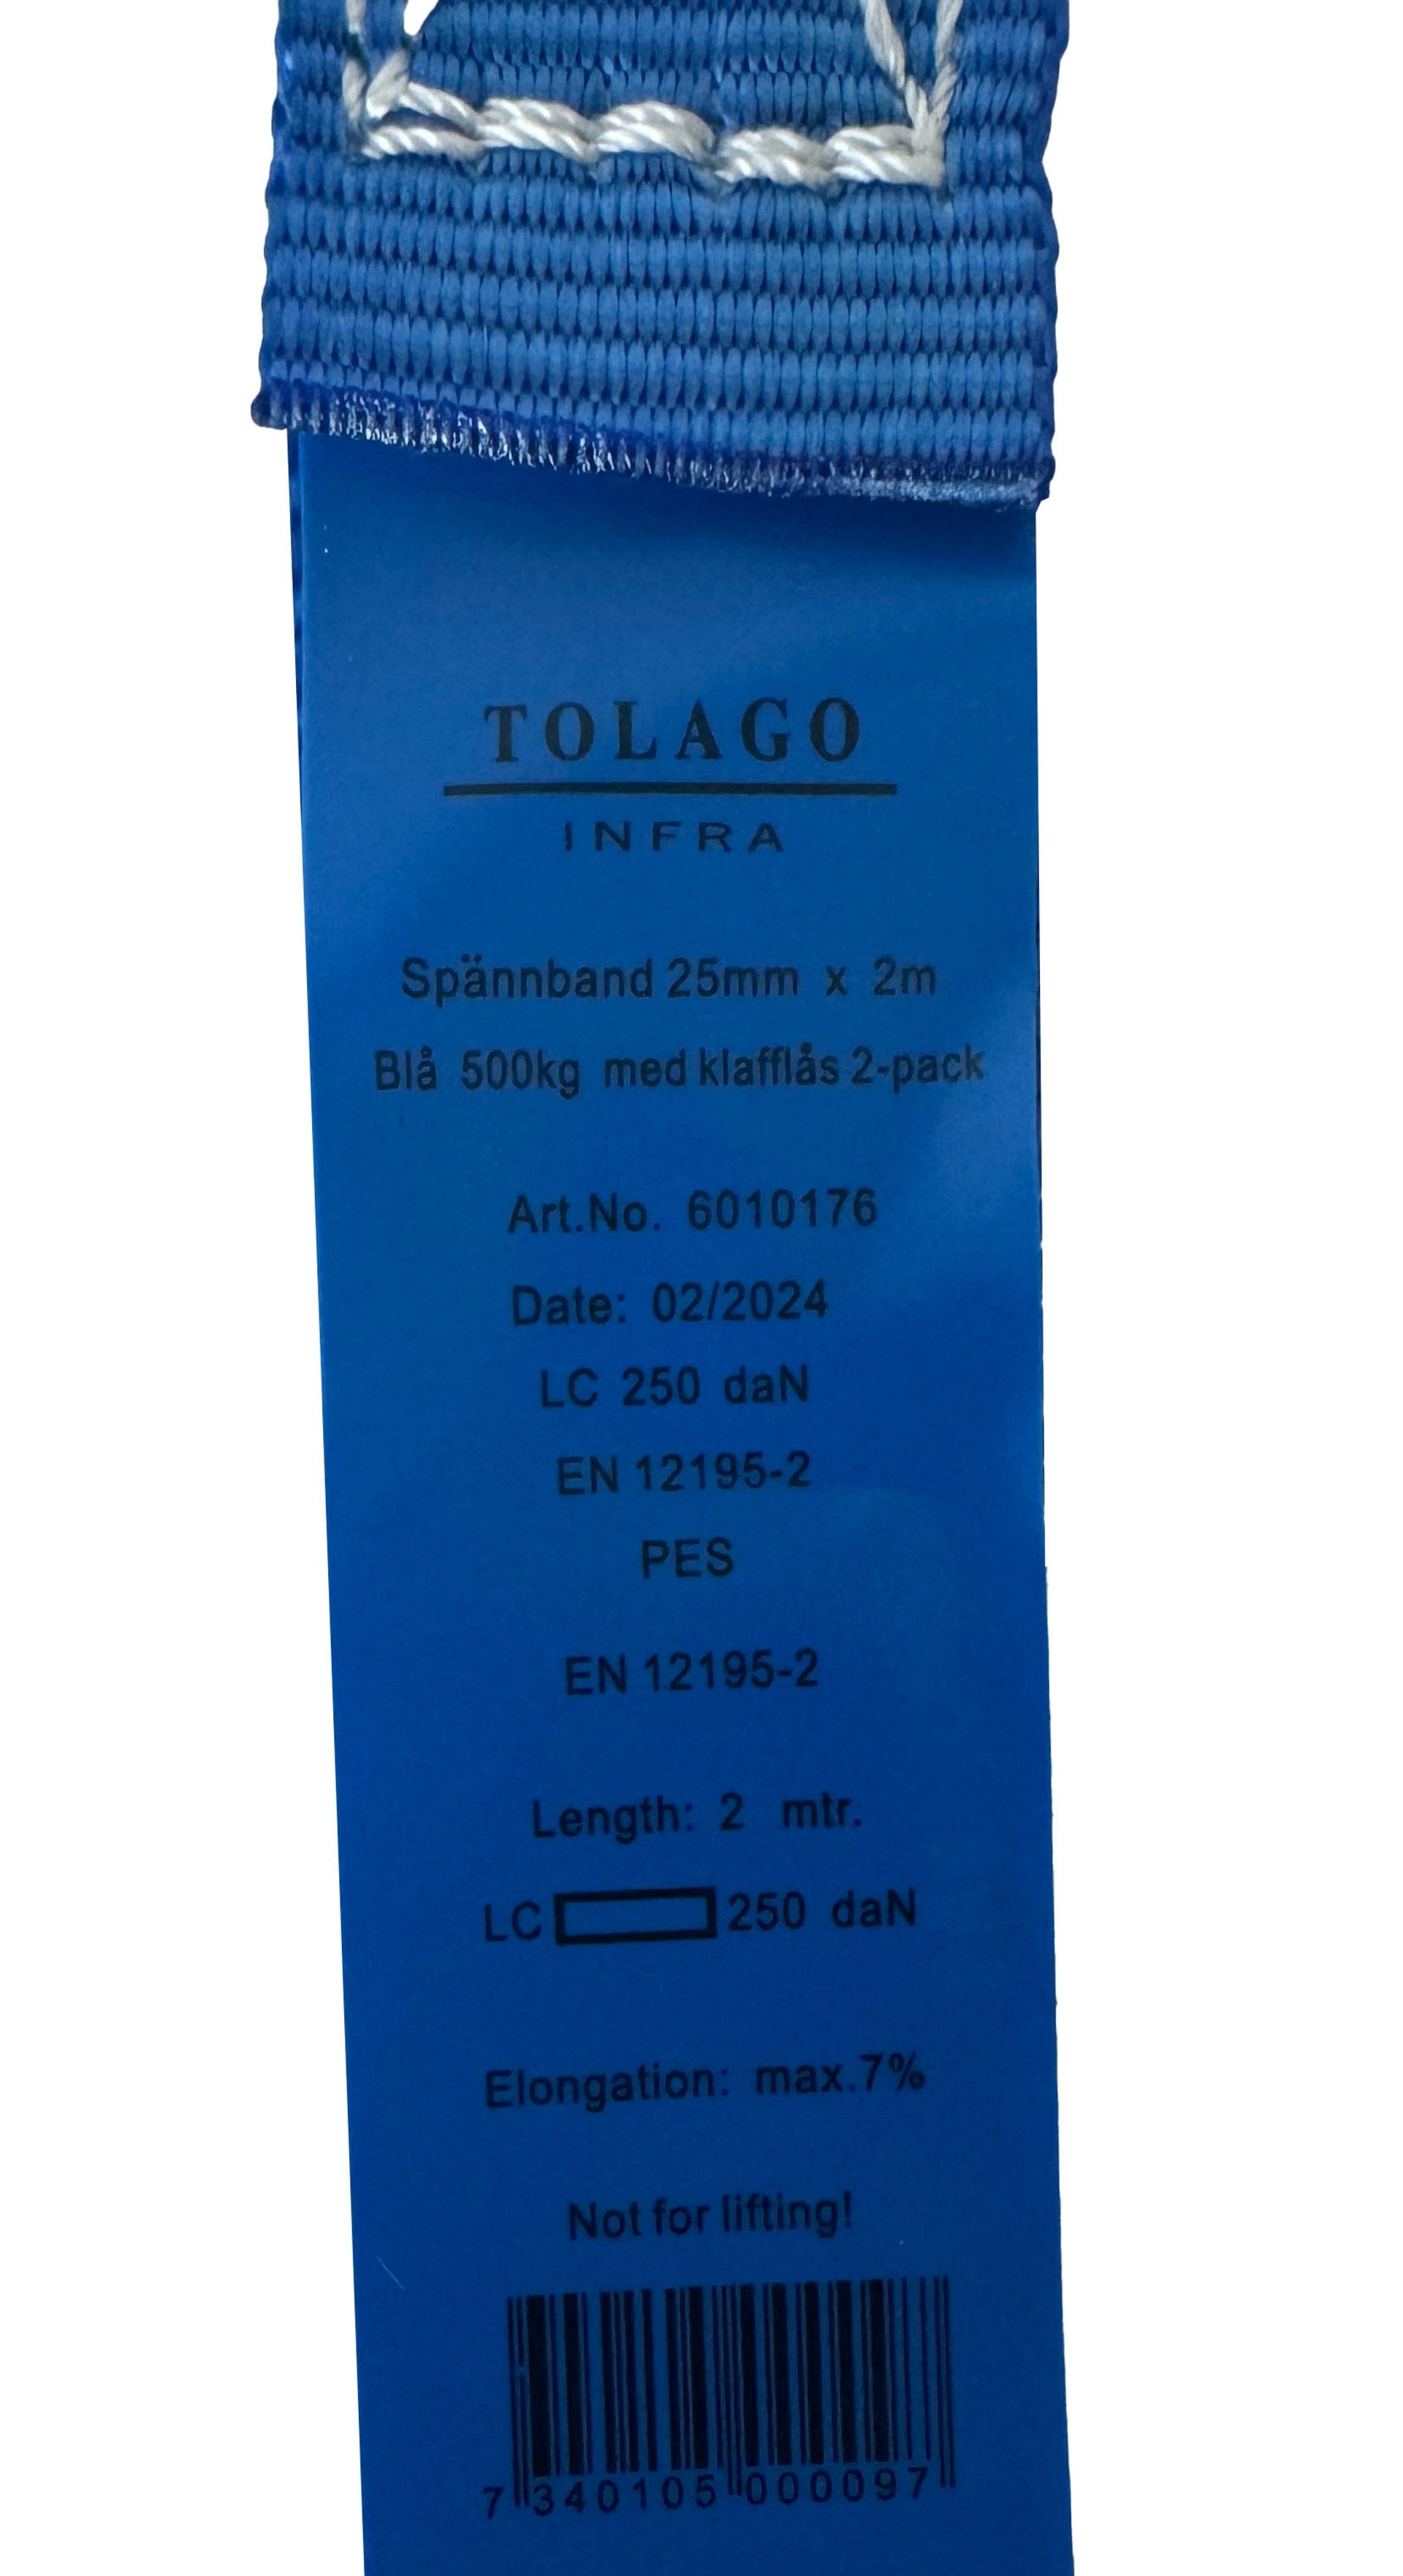 TOLAGO
INFRA
Spännband 25mm x 2m
Blå 500kg med klafflås 2-pack
Art.No. 6010176
Date: 02/2024
LC 250 daN
EN 12195-2
PES
EN 12195-2
Length: 2 mtr.
LC 250 daN
Elongation: max.7%
Not for lifting!
7 340105 000097